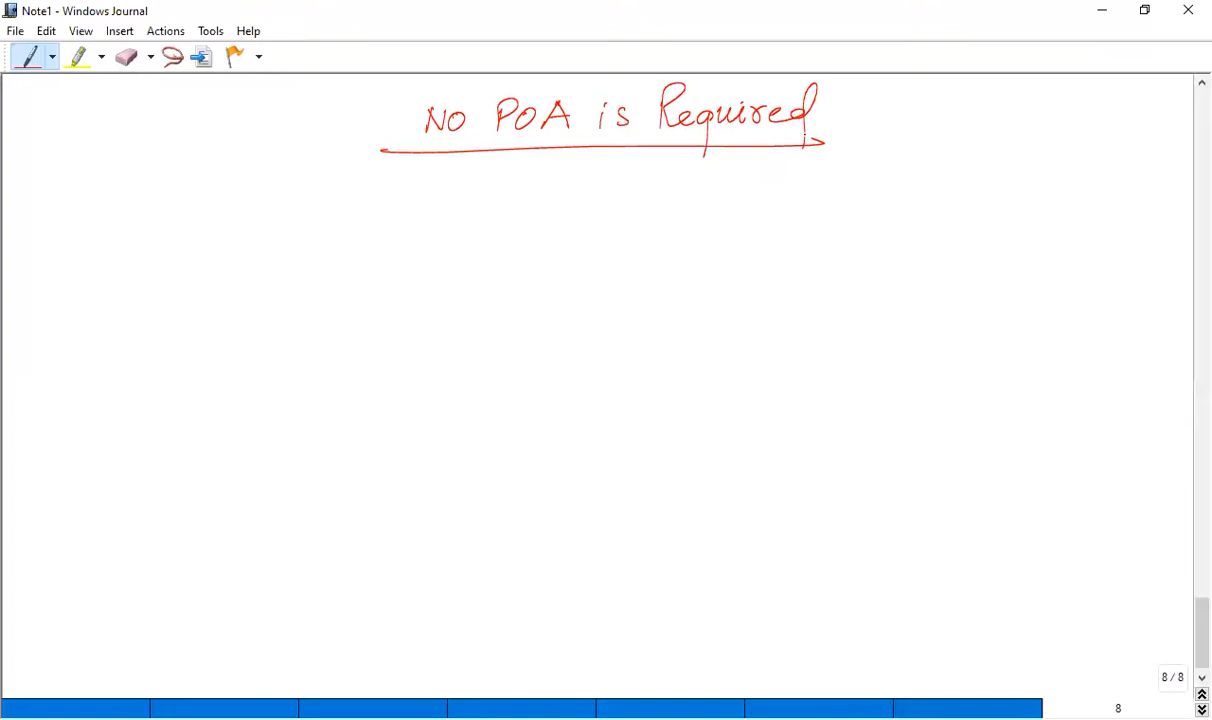 Note1 - Windows Journal
File Edit View Insert Actions Tools Help
NO POA is Required
8 / 8
8